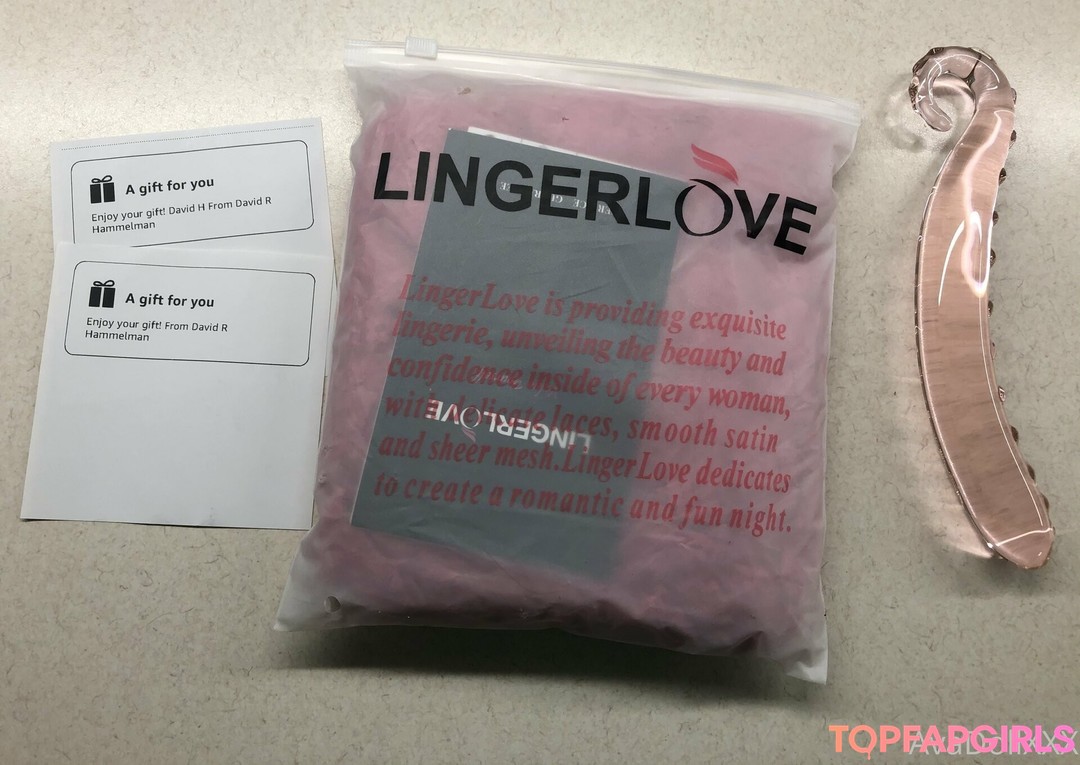 A gift for you
Enjoy your gift! David H From David R
Hammelman
A gift for you
Enjoy your gift! From David R
Hammelman
LINGERLOVE
LingerLove is providing exquisite
lingerie, unveiling the beauty and
confidence inside of every woman,
with delicate laces, smooth satin
and sheer mesh.LingerLove dedicates
to create a romantic and fun night.
LINGERLOVE
TOPFAPGIRLS